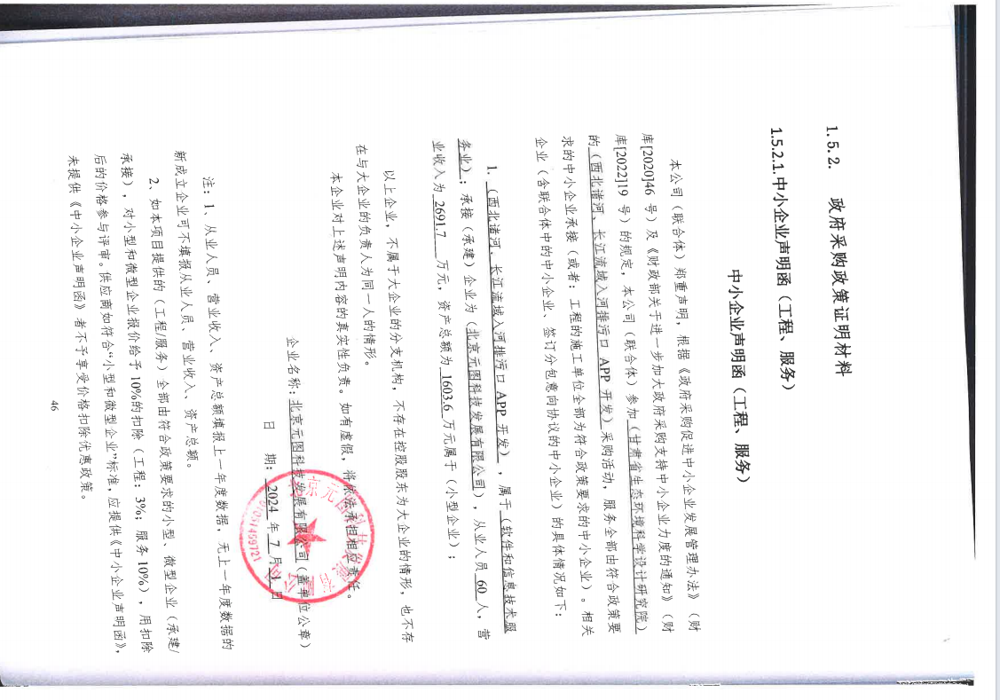 1.5.2. 政府采购政策证明材料
1.5.2.1.中小企业声明函（工程、服务）
中小企业声明函（工程、服务）
本公司（联合体）郑重声明，根据《政府采购促进中小企业发展管理办法》（财
库[2020]46 号）及《财政部关于进一步加大政府采购支持中小企业力度的通知》（财
库[2022]19 号）的规定，本公司（联合体）参加（甘肃省生态环境科学设计研究院）
的（西北诸河、长江流域入河排污口 APP 开发）采购活动，服务全部由符合政策要
求的中小企业承接（或者：工程的施工单位全部为符合政策要求的中小企业）。相关
企业（含联合体中的中小企业、签订分包意向协议的中小企业）的具体情况如下：
1. （西北诸河、长江流域入河排污口 APP 开发），属于（软件和信息技术服
务业）；承接（承建）企业为（北京元图科技发展有限公司），从业人员 60 人，营
业收入为 2691.7 万元，资产总额为 1603.6 万元属于（小型企业）；
以上企业，不属于大企业的分支机构，不存在控股股东为大企业的情形，也不存
在与大企业的负责人为同一人的情形。
本企业对上述声明内容的真实性负责。如有虚假，将依法承担相应责任。
企业名称：北京元图科技发展有限公司（盖单位公章）
日 期：2024 年 7 月 日
注：1、从业人员、营业收入、资产总额填报上一年度数据，无上一年度数据的
新成立企业可不填报从业人员、营业收入、资产总额。
2、如本项目提供的（工程/服务）全部由符合政策要求的小型、微型企业（承建/
承接），对小型和微型企业报价给予 10%的扣除（工程：3%；服务 10%），用扣除
后的价格参与评审。供应商如符合“小型和微型企业”标准，应提供《中小企业声明函》，
未提供《中小企业声明函》者不予享受价格扣除优惠政策。
46